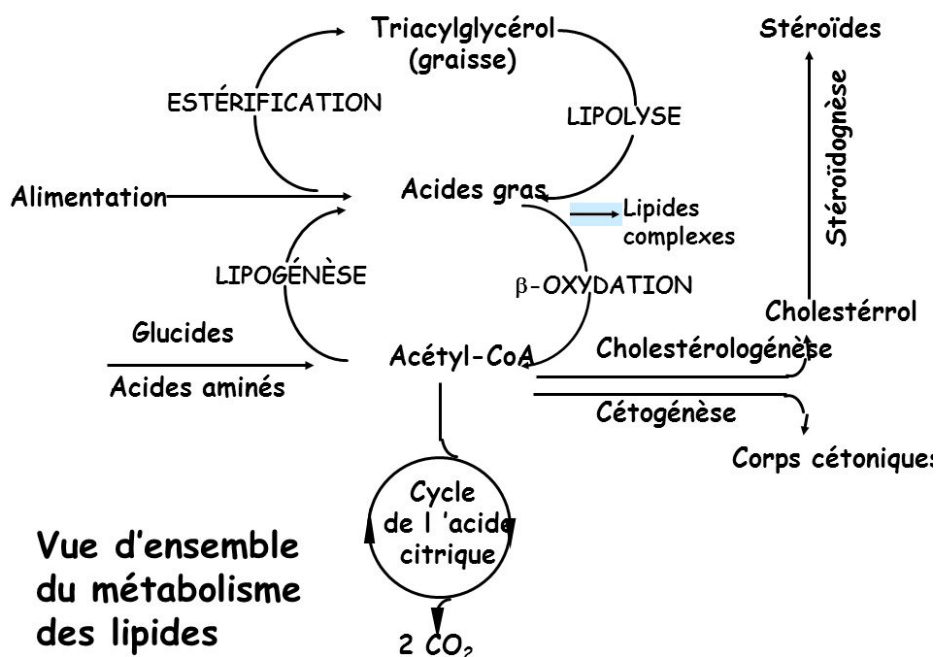 Triacylglycérol
(graisse)
Stéroïdes
ESTÉRIFICATION
LIPOLYSE
Stéroïdognèse
Alimentation
Acides gras
Lipides
complexes
LIPOGÉNÈSE
β-OXYDATION
Cholestérrol
Glucides
Acides aminés
Acétyl-CoA
Cholestérologénèse
Cétogénèse
Corps cétoniques
Cycle
de l ’acide
citrique
Vue d’ensemble
du métabolisme
des lipides
2 CO₂